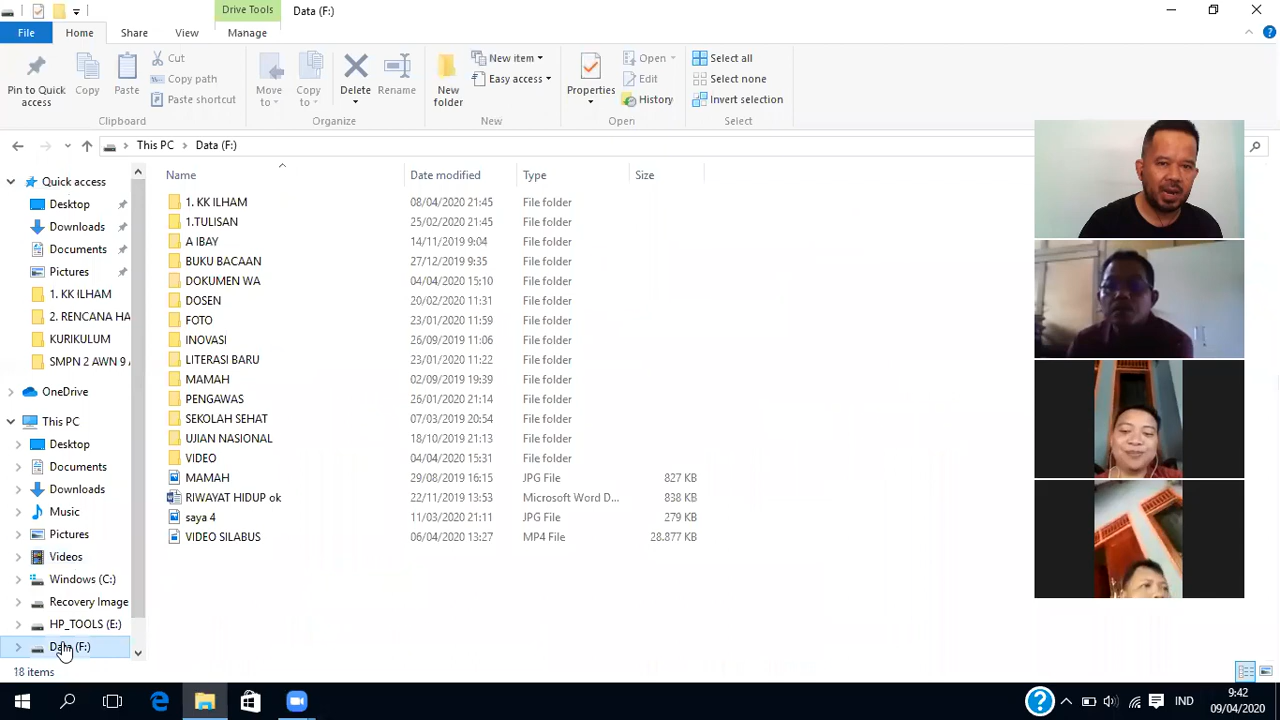 Drive Tools
Data (F:)
File
Home
Share
View
Manage
Pin to Quick access
Copy
Paste
Cut
Copy path
Paste shortcut
Clipboard
Move to
Copy to
Delete
Rename
Organize
New folder
New item
Easy access
New
Properties
Open
Edit
History
Open
Select all
Select none
Invert selection
Select
This PC
Data (F:)
Quick access
Desktop
Downloads
Documents
Pictures
1. KK ILHAM
2. RENCANA HA
KURIKULUM
SMPN 2 AWN 9 A
OneDrive
This PC
Desktop
Documents
Downloads
Music
Pictures
Videos
Windows (C:)
Recovery Image
HP_TOOLS (E:)
Data (F:)
Name Date modified Type Size
1. KK ILHAM 08/04/2020 21:45 File folder
1.TULISAN 25/02/2020 21:41 File folder
A IBAY 14/11/2019 9:04 File folder
BUKU BACAAN 27/12/2019 9:35 File folder
DOKUMEN WA 04/04/2020 15:10 File folder
DOSEN 20/02/2020 11:31 File folder
FOTO 23/01/2020 11:59 File folder
INOVASI 26/09/2019 11:06 File folder
LITERASI BARU 23/01/2020 11:22 File folder
MAMAH 02/09/2019 19:39 File folder
PENGAWAS 26/01/2020 21:14 File folder
SEKOLAH SEHAT 07/03/2019 20:54 File folder
UJIAN NASIONAL 18/10/2019 21:13 File folder
VIDEO 04/04/2020 15:31 File folder
MAMAH 29/08/2019 16:15 JPG File 827 KB
RIWAYAT HIDUP ok 22/11/2019 13:53 Microsoft Word D... 838 KB
saya 4 11/03/2020 21:11 JPG File 279 KB
VIDEO SILABUS 06/04/2020 13:27 MP4 File 28.877 KB
18 items
IND
9:42
09/04/2020